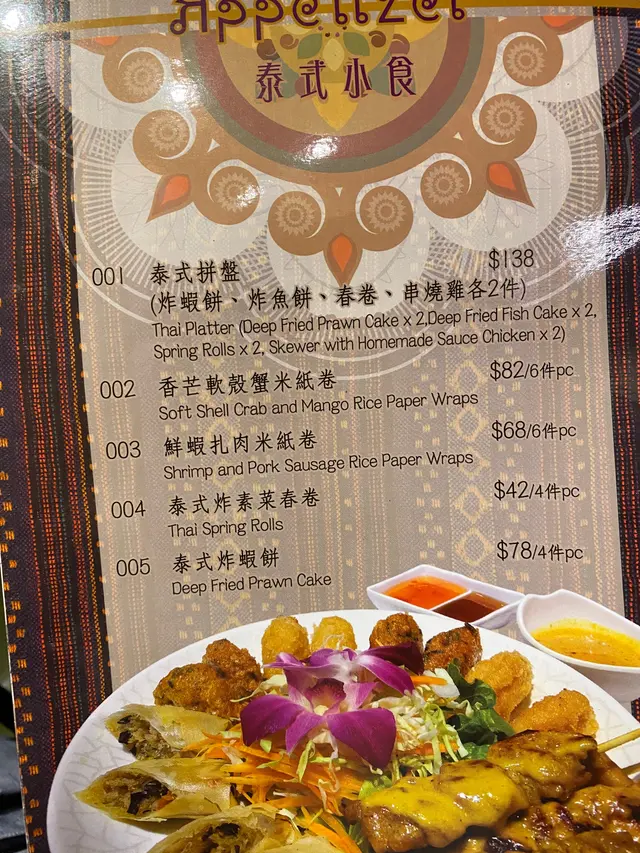 Appetizer
泰式小食
001 泰式拼盤 $138
(炸蝦餅、炸魚餅、春卷、串燒雞各2件)
Thai Platter (Deep Fried Prawn Cake x 2,Deep Fried Fish Cake x 2,
Spring Rolls x 2, Skewer with Homemade Sauce Chicken x 2)
002 香芒軟殼蟹米紙卷 $82/6件pc
Soft Shell Crab and Mango Rice Paper Wraps
003 鮮蝦扎肉米紙卷 $68/6件pc
Shrimp and Pork Sausage Rice Paper Wraps
004 泰式炸素菜春卷 $42/4件pc
Thai Spring Rolls
005 泰式炸蝦餅 $78/4件pc
Deep Fried Prawn Cake